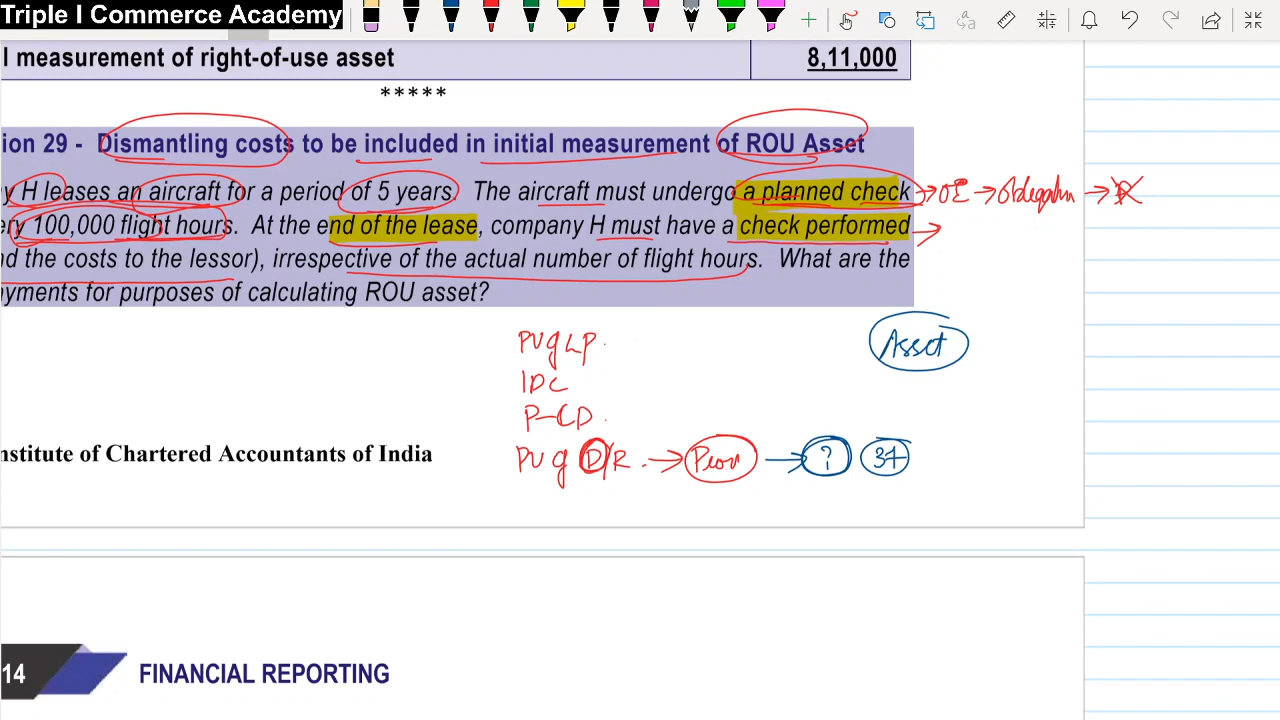 Triple I Commerce Academy
l measurement of right-of-use asset 8,11,000
*****
ion 29 - Dismantling costs to be included in initial measurement of ROU Asset
y H leases an aircraft for a period of 5 years. The aircraft must undergo a planned check → OE →
ery 100,000 flight hours. At the end of the lease, company H must have a check performed →
nd the costs to the lessor), irrespective of the actual number of flight hours. What are the
ayments for purposes of calculating ROU asset?
PV of LP. Asset
IDC
P-CD.
PV of D/R. → Prov → ? 37
nstitute of Chartered Accountants of India
14 FINANCIAL REPORTING